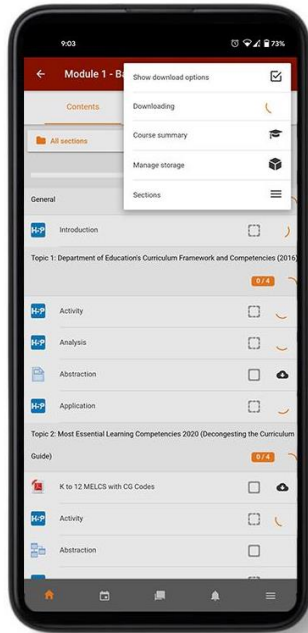 9:03
73%
Module 1 - Ba
Show download options
Downloading
Course summary
Manage storage
Sections
Contents
All sections
General
H-P Introduction
Topic 1: Department of Education's Curriculum Framework and Competencies (2016)
0 / 4
H-P Activity
H-P Analysis
Abstraction
H-P Application
Topic 2: Most Essential Learning Competencies 2020 (Decongesting the Curriculum
Guide)
0 / 4
K to 12 MELCS with CG Codes
H-P Activity
Abstraction